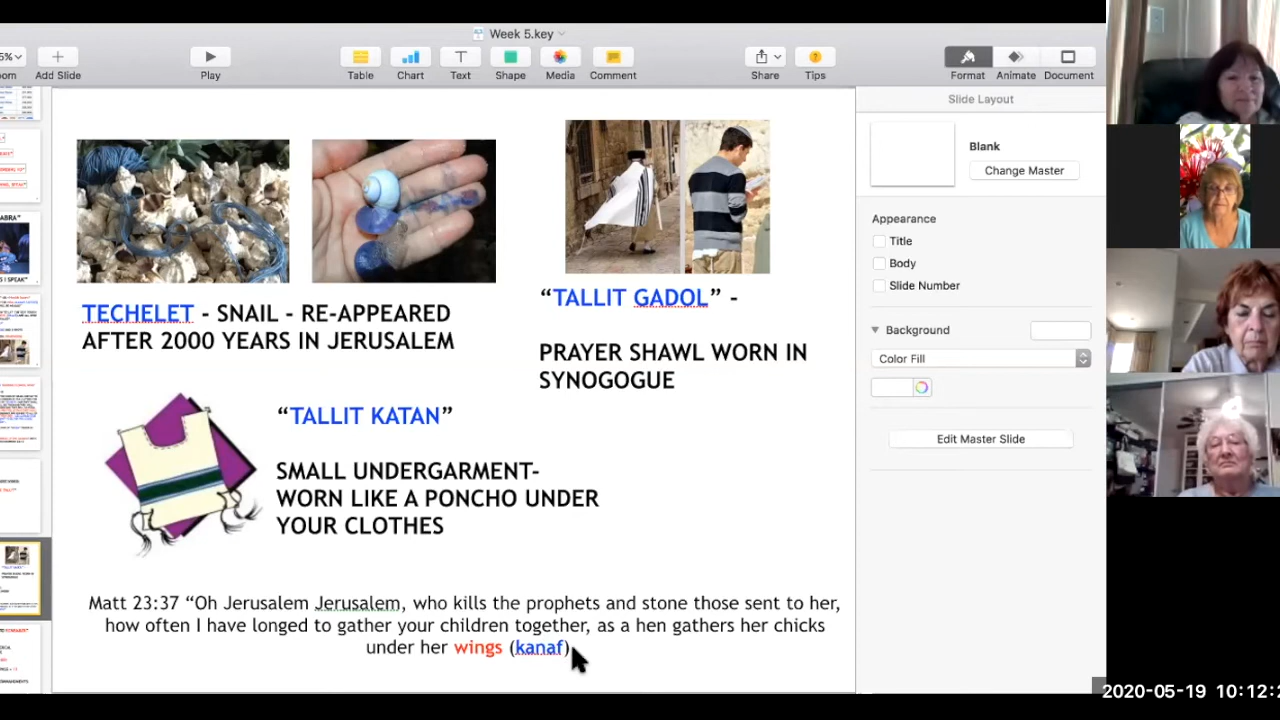 Week 5.key
5%
oom
Add Slide
Play
Table
Chart
Text
Shape
Media
Comment
Share
Tips
Format
Animate
Document
Slide Layout
Blank
Change Master
Appearance
Title
Body
Slide Number
Background
Color Fill
Edit Master Slide
TECHELET - SNAIL - RE-APPEARED
AFTER 2000 YEARS IN JERUSALEM
“TALLIT GADOL” -
PRAYER SHAWL WORN IN
SYNOGOGUE
“TALLIT KATAN”
SMALL UNDERGARMENT-
WORN LIKE A PONCHO UNDER
YOUR CLOTHES
Matt 23:37 “Oh Jerusalem Jerusalem, who kills the prophets and stone those sent to her,
how often I have longed to gather your children together, as a hen gathers her chicks
under her wings (kanaf)
2020-05-19 10:12:2